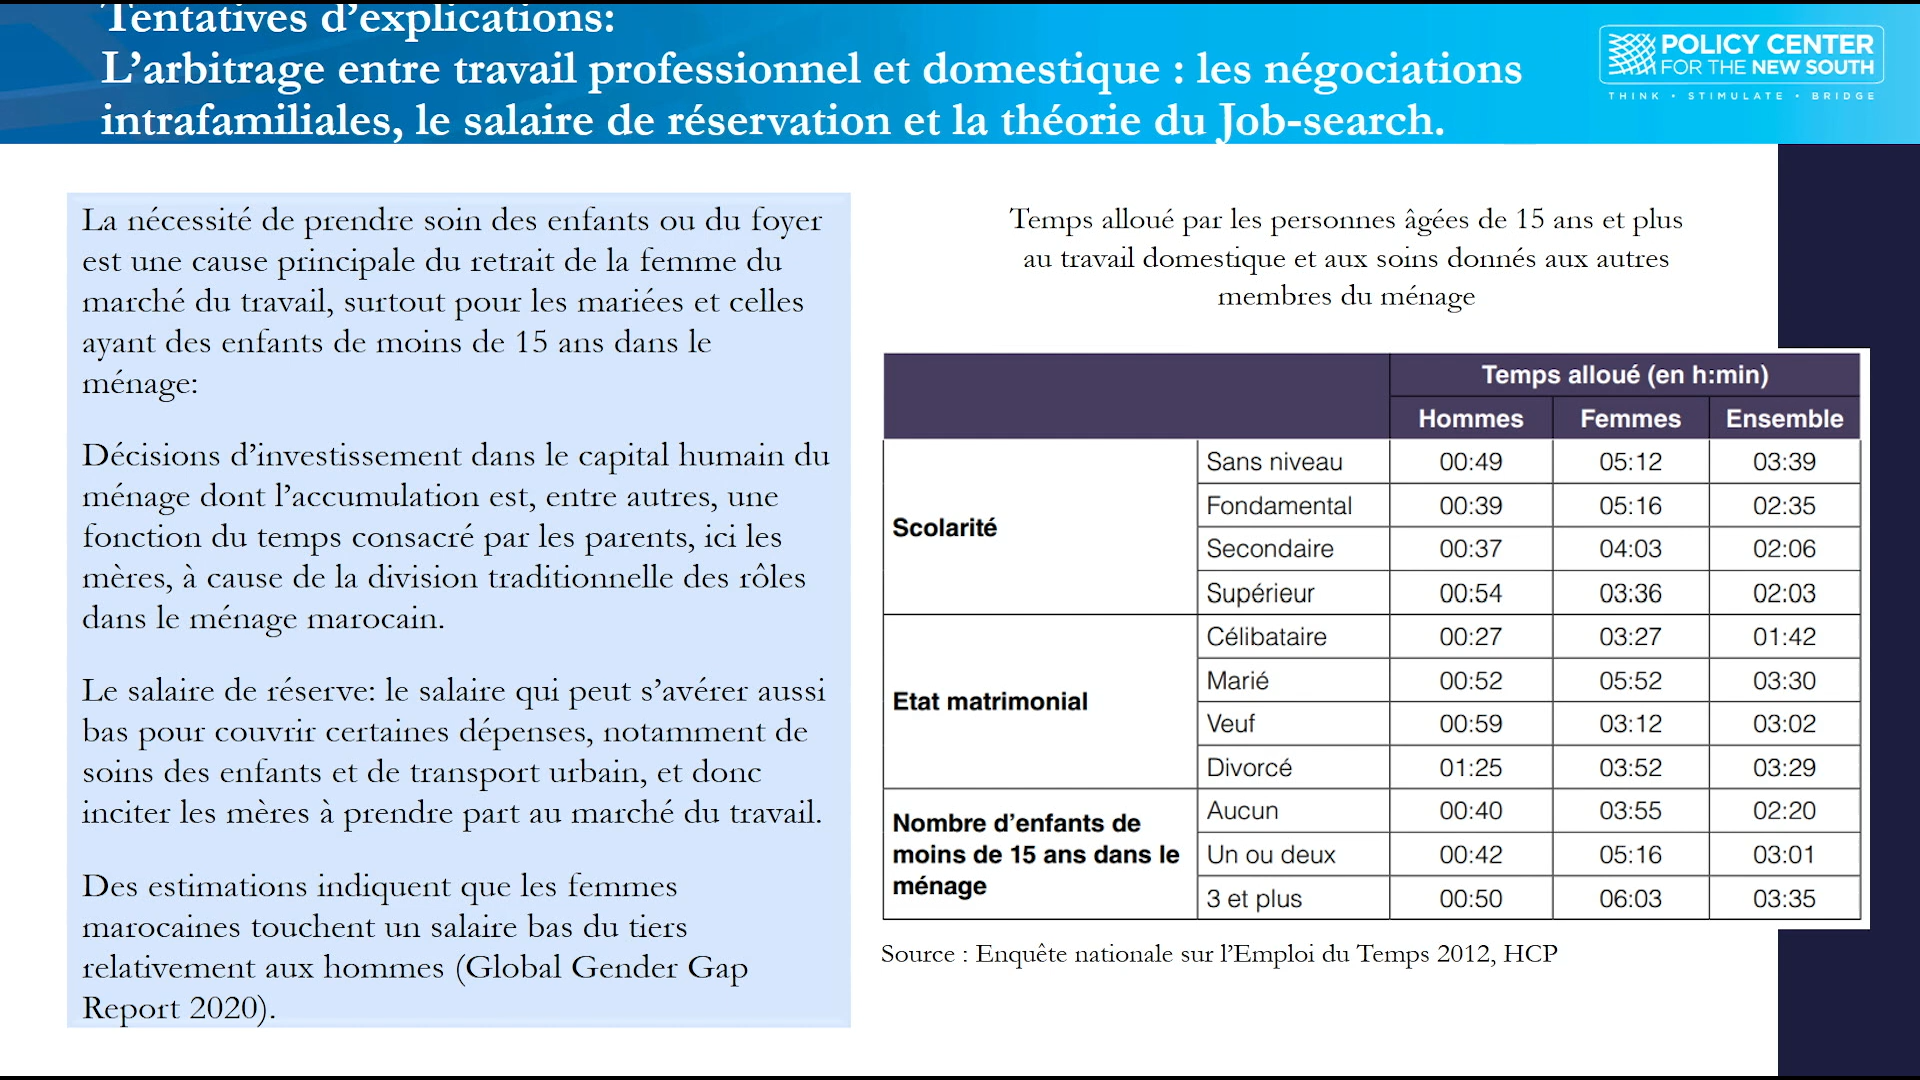 Tentatives d’explications:
L’arbitrage entre travail professionnel et domestique : les négociations
intrafamiliales, le salaire de réservation et la théorie du Job-search.
POLICY CENTER
FOR THE NEW SOUTH
THINK • STIMULATE • BRIDGE
La nécessité de prendre soin des enfants ou du foyer
est une cause principale du retrait de la femme du
marché du travail, surtout pour les mariées et celles
ayant des enfants de moins de 15 ans dans le
ménage:
Décisions d’investissement dans le capital humain du
ménage dont l’accumulation est, entre autres, une
fonction du temps consacré par les parents, ici les
mères, à cause de la division traditionnelle des rôles
dans le ménage marocain.
Le salaire de réserve: le salaire qui peut s’avérer aussi
bas pour couvrir certaines dépenses, notamment de
soins des enfants et de transport urbain, et donc
inciter les mères à prendre part au marché du travail.
Des estimations indiquent que les femmes
marocaines touchent un salaire bas du tiers
relativement aux hommes (Global Gender Gap
Report 2020).
Temps alloué par les personnes âgées de 15 ans et plus
au travail domestique et aux soins donnés aux autres
membres du ménage
Temps alloué (en h:min)
Hommes Femmes Ensemble
Scolarité
Sans niveau 00:49 05:12 03:39
Fondamental 00:39 05:16 02:35
Secondaire 00:37 04:03 02:06
Supérieur 00:54 03:36 02:03
Etat matrimonial
Célibataire 00:27 03:27 01:42
Marié 00:52 05:52 03:30
Veuf 00:59 03:12 03:02
Divorcé 01:25 03:52 03:29
Nombre d’enfants de
moins de 15 ans dans le
ménage
Aucun 00:40 03:55 02:20
Un ou deux 00:42 05:16 03:01
3 et plus 00:50 06:03 03:35
Source : Enquête nationale sur l’Emploi du Temps 2012, HCP